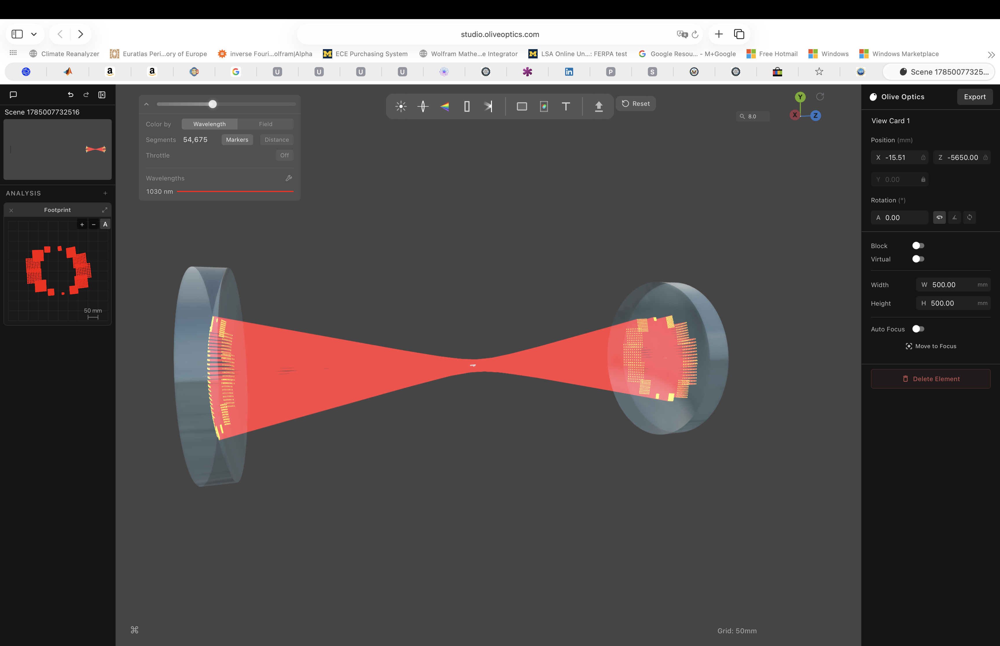 studio.oliveoptics.com
Climate Reanalyzer
Euratlas Peri...ory of Europe
inverse Fouri...olfram|Alpha
ECE Purchasing System
Wolfram Mathe...e Integrator
LSA Online Un...: FERPA test
Google Resou... - M+Google
Free Hotmail
Windows
Windows Marketplace
U
U
U
U
P
S
Scene 17850077325...
Scene 1785007732516
ANALYSIS
Footprint
+ − A
50 mm
Color by
Wavelength
Field
Segments
54,675
Markers
Distance
Throttle
Off
Wavelengths
1030 nm
Reset
8.0
Y
X
Z
Grid: 50mm
Olive Optics
Export
View Card 1
Position (mm)
X -15.51
Z -5650.00
Y 0.00
Rotation (°)
A 0.00
Block
Virtual
Width
W 500.00 mm
Height
H 500.00 mm
Auto Focus
Move to Focus
Delete Element